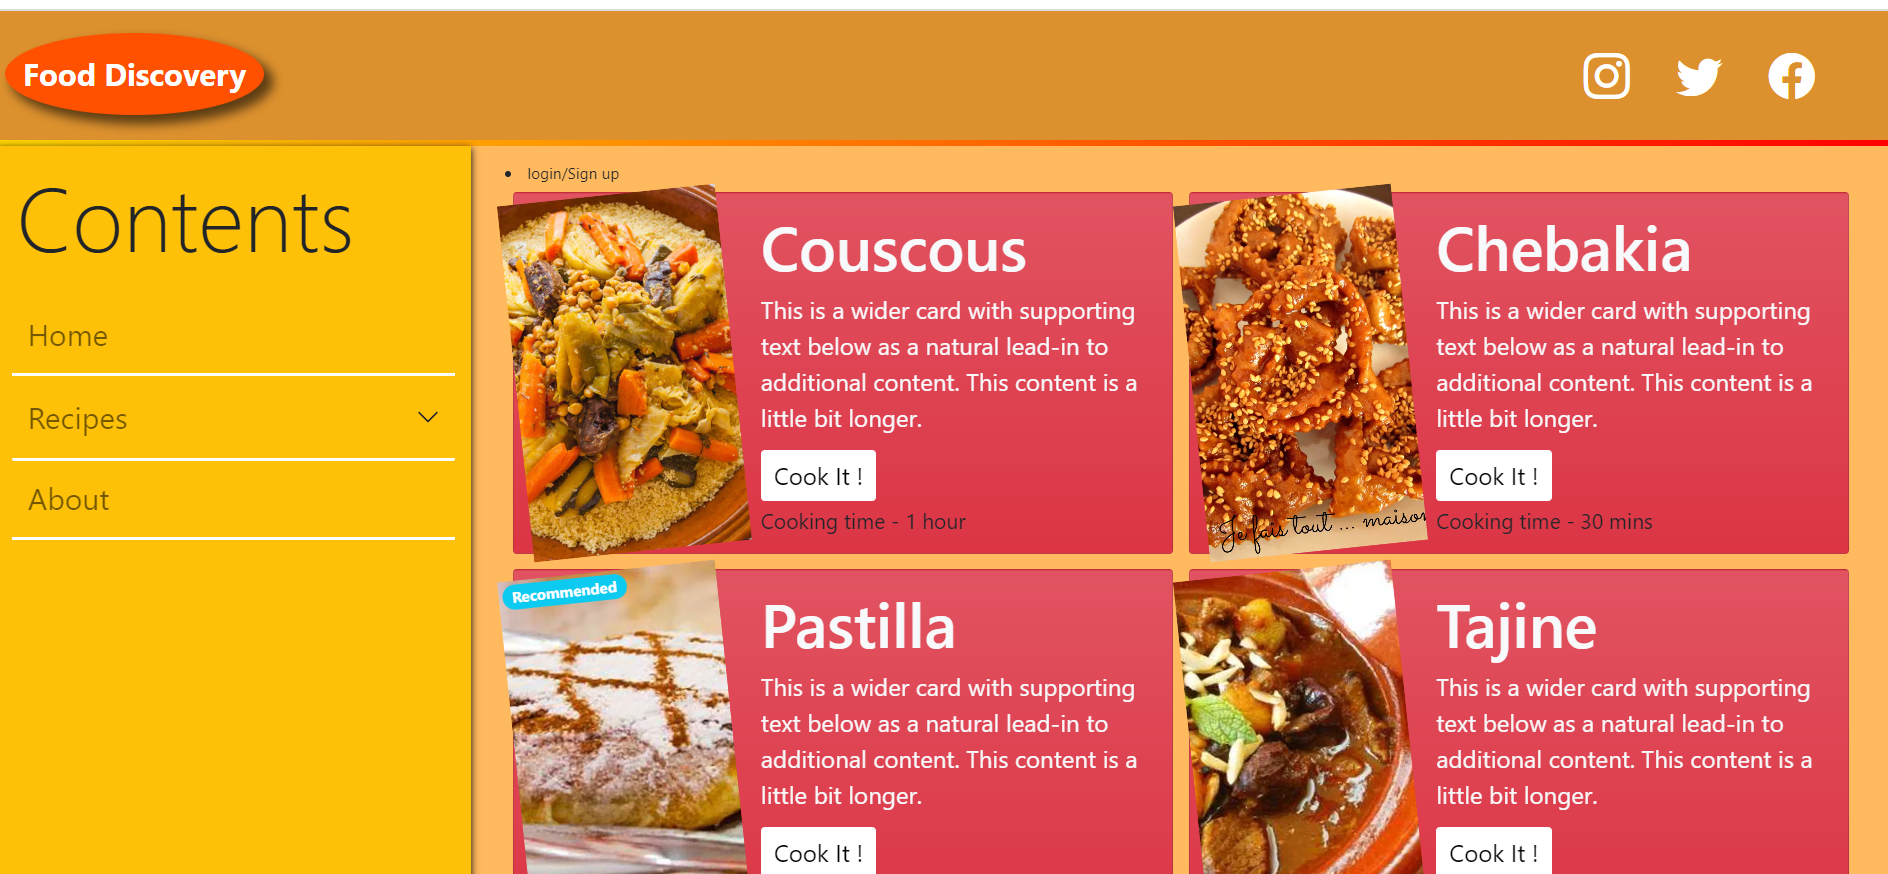 Food Discovery
Contents
Home
Recipes
About
login/Sign up
Couscous
This is a wider card with supporting
text below as a natural lead-in to
additional content. This content is a
little bit longer.
Cook It !
Cooking time - 1 hour
Je fais tout ... maison
Chebakia
This is a wider card with supporting
text below as a natural lead-in to
additional content. This content is a
little bit longer.
Cook It !
Cooking time - 30 mins
Recommended
Pastilla
This is a wider card with supporting
text below as a natural lead-in to
additional content. This content is a
little bit longer.
Cook It !
Tajine
This is a wider card with supporting
text below as a natural lead-in to
additional content. This content is a
little bit longer.
Cook It !